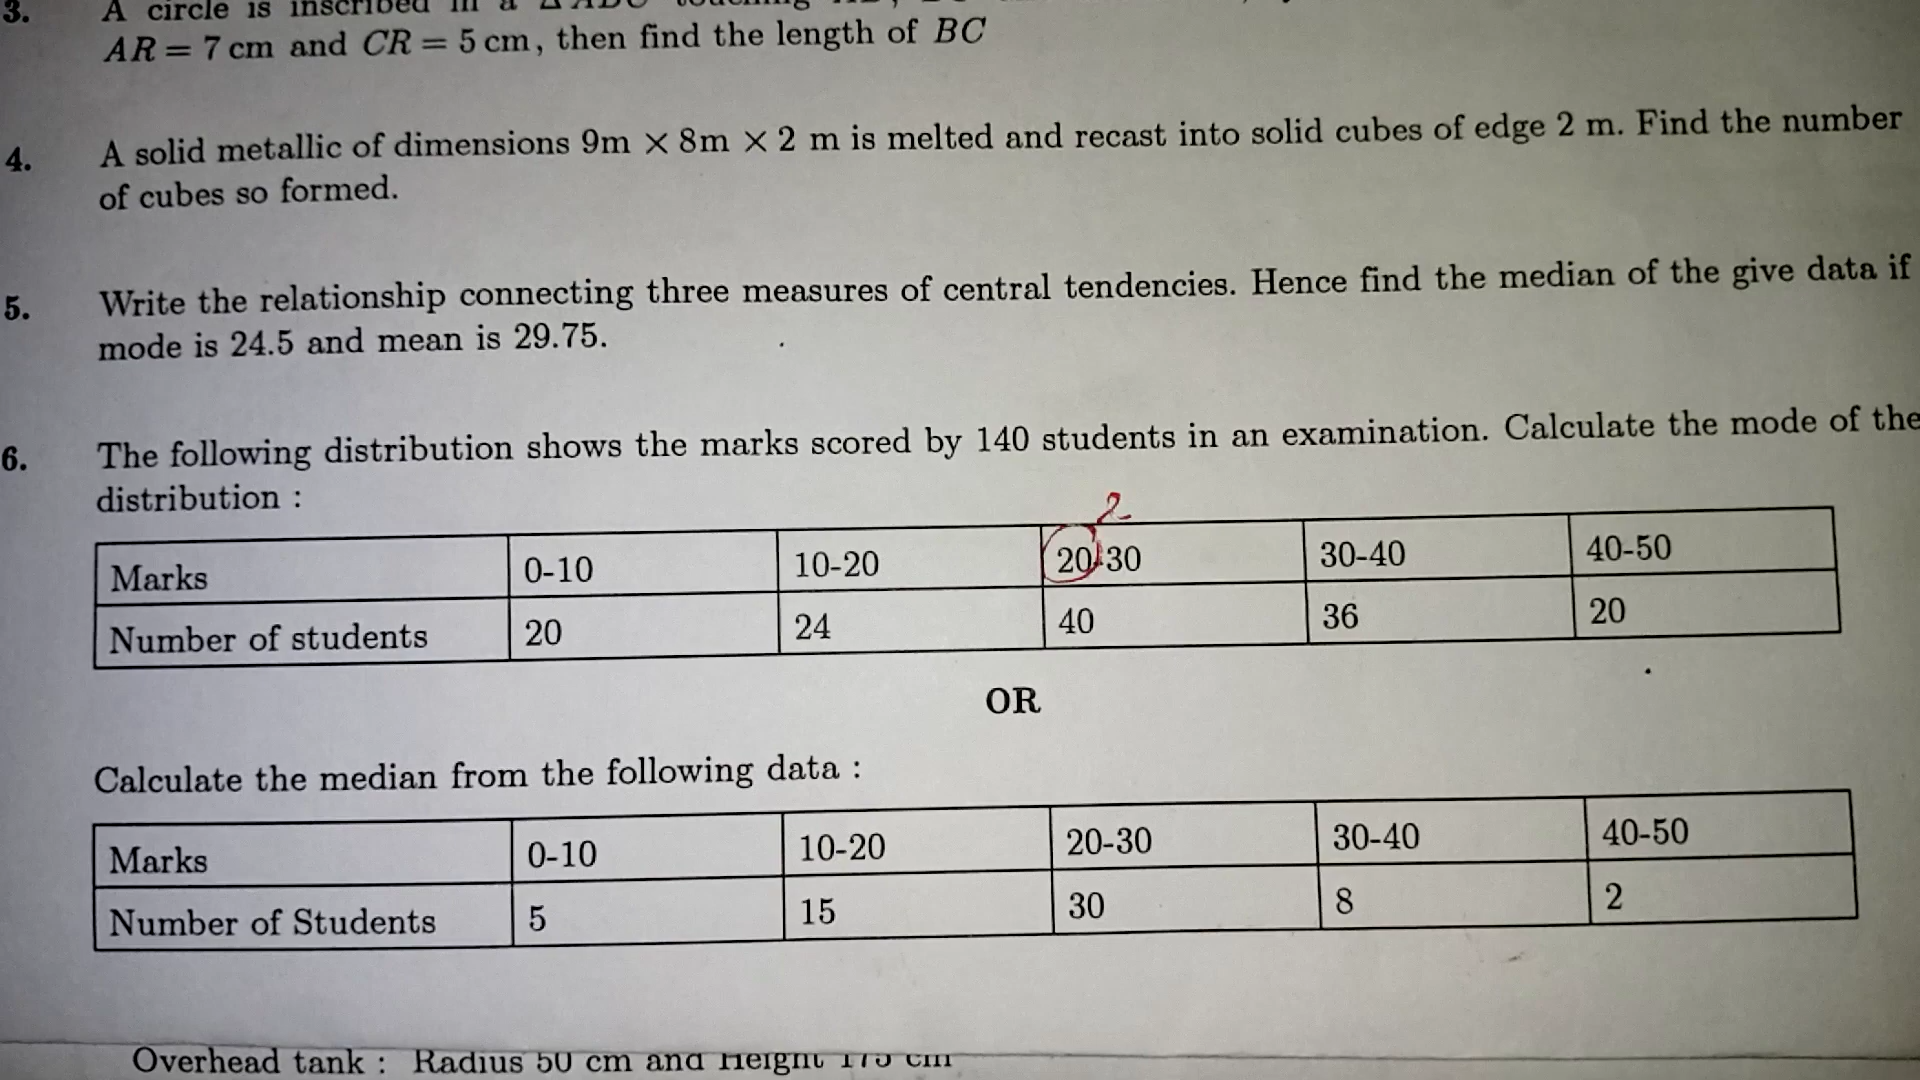 3. A circle is inscribed in a △ABC touching
AR = 7 cm and CR = 5 cm, then find the length of BC
4. A solid metallic of dimensions 9m × 8m × 2 m is melted and recast into solid cubes of edge 2 m. Find the number
of cubes so formed.
5. Write the relationship connecting three measures of central tendencies. Hence find the median of the give data if
mode is 24.5 and mean is 29.75.
6. The following distribution shows the marks scored by 140 students in an examination. Calculate the mode of the
distribution :
2
Marks 0-10 10-20 20-30 30-40 40-50
Number of students 20 24 40 36 20
OR
Calculate the median from the following data :
Marks 0-10 10-20 20-30 30-40 40-50
Number of Students 5 15 30 8 2
Overhead tank : Radius 50 cm and Height 175 cm